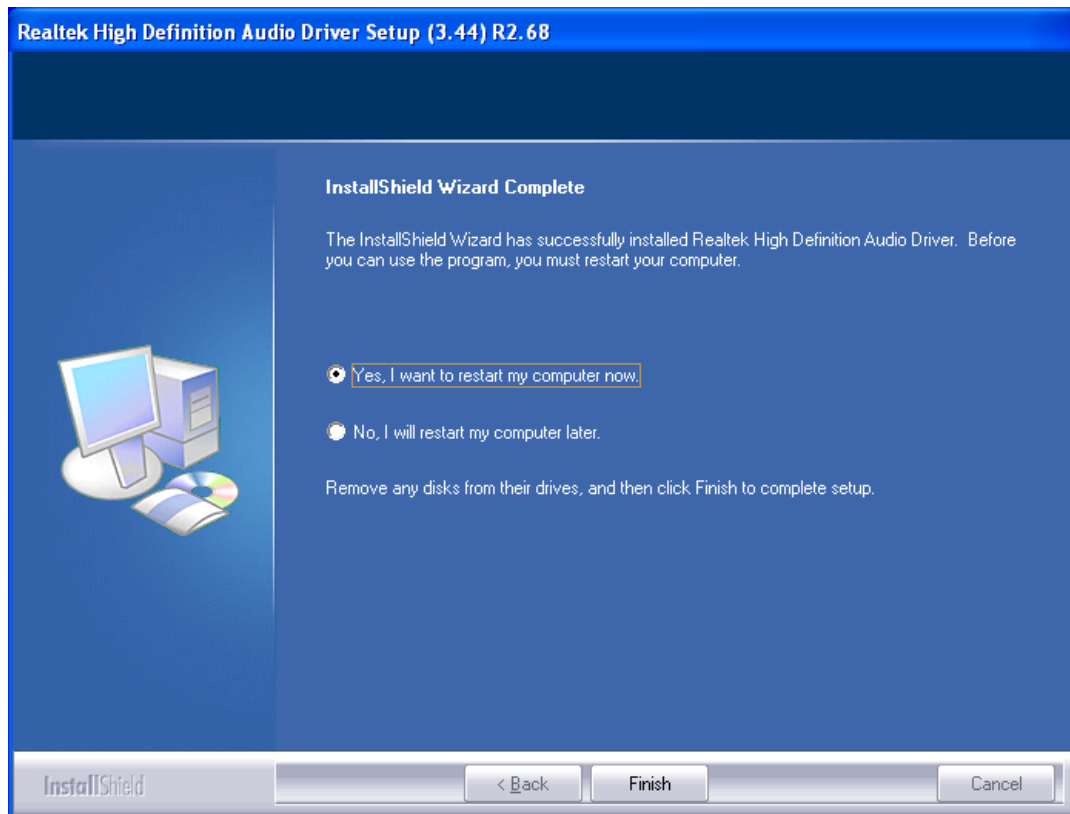 Realtek High Definition Audio Driver Setup (3.44) R2.68
InstallShield Wizard Complete
The InstallShield Wizard has successfully installed Realtek High Definition Audio Driver.  Before
you can use the program, you must restart your computer.
Yes, I want to restart my computer now.
No, I will restart my computer later.
Remove any disks from their drives, and then click Finish to complete setup.
InstallShield
< Back
Finish
Cancel